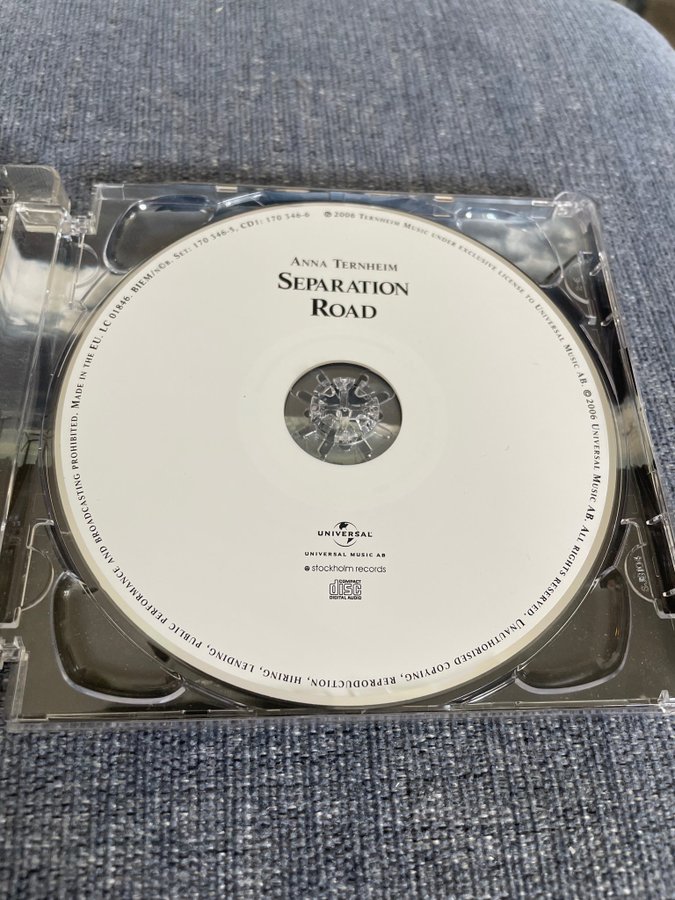 ANNA TERNHEIM
SEPARATION
ROAD
UNIVERSAL
UNIVERSAL MUSIC AB
stockholm records
COMPACT
disc
DIGITAL AUDIO
MADE IN THE EU. LC 01846. BIEM/n©b. SET: 170 346-5, CD1: 170 346-6 ℗ 2006 TERNHEIM MUSIC UNDER EXCLUSIVE LICENSE TO UNIVERSAL MUSIC AB. © 2006 UNIVERSAL MUSIC AB. ALL RIGHTS RESERVED. UNAUTHORISED COPYING, REPRODUCTION, HIRING, LENDING, PUBLIC PERFORMANCE AND BROADCASTING PROHIBITED.